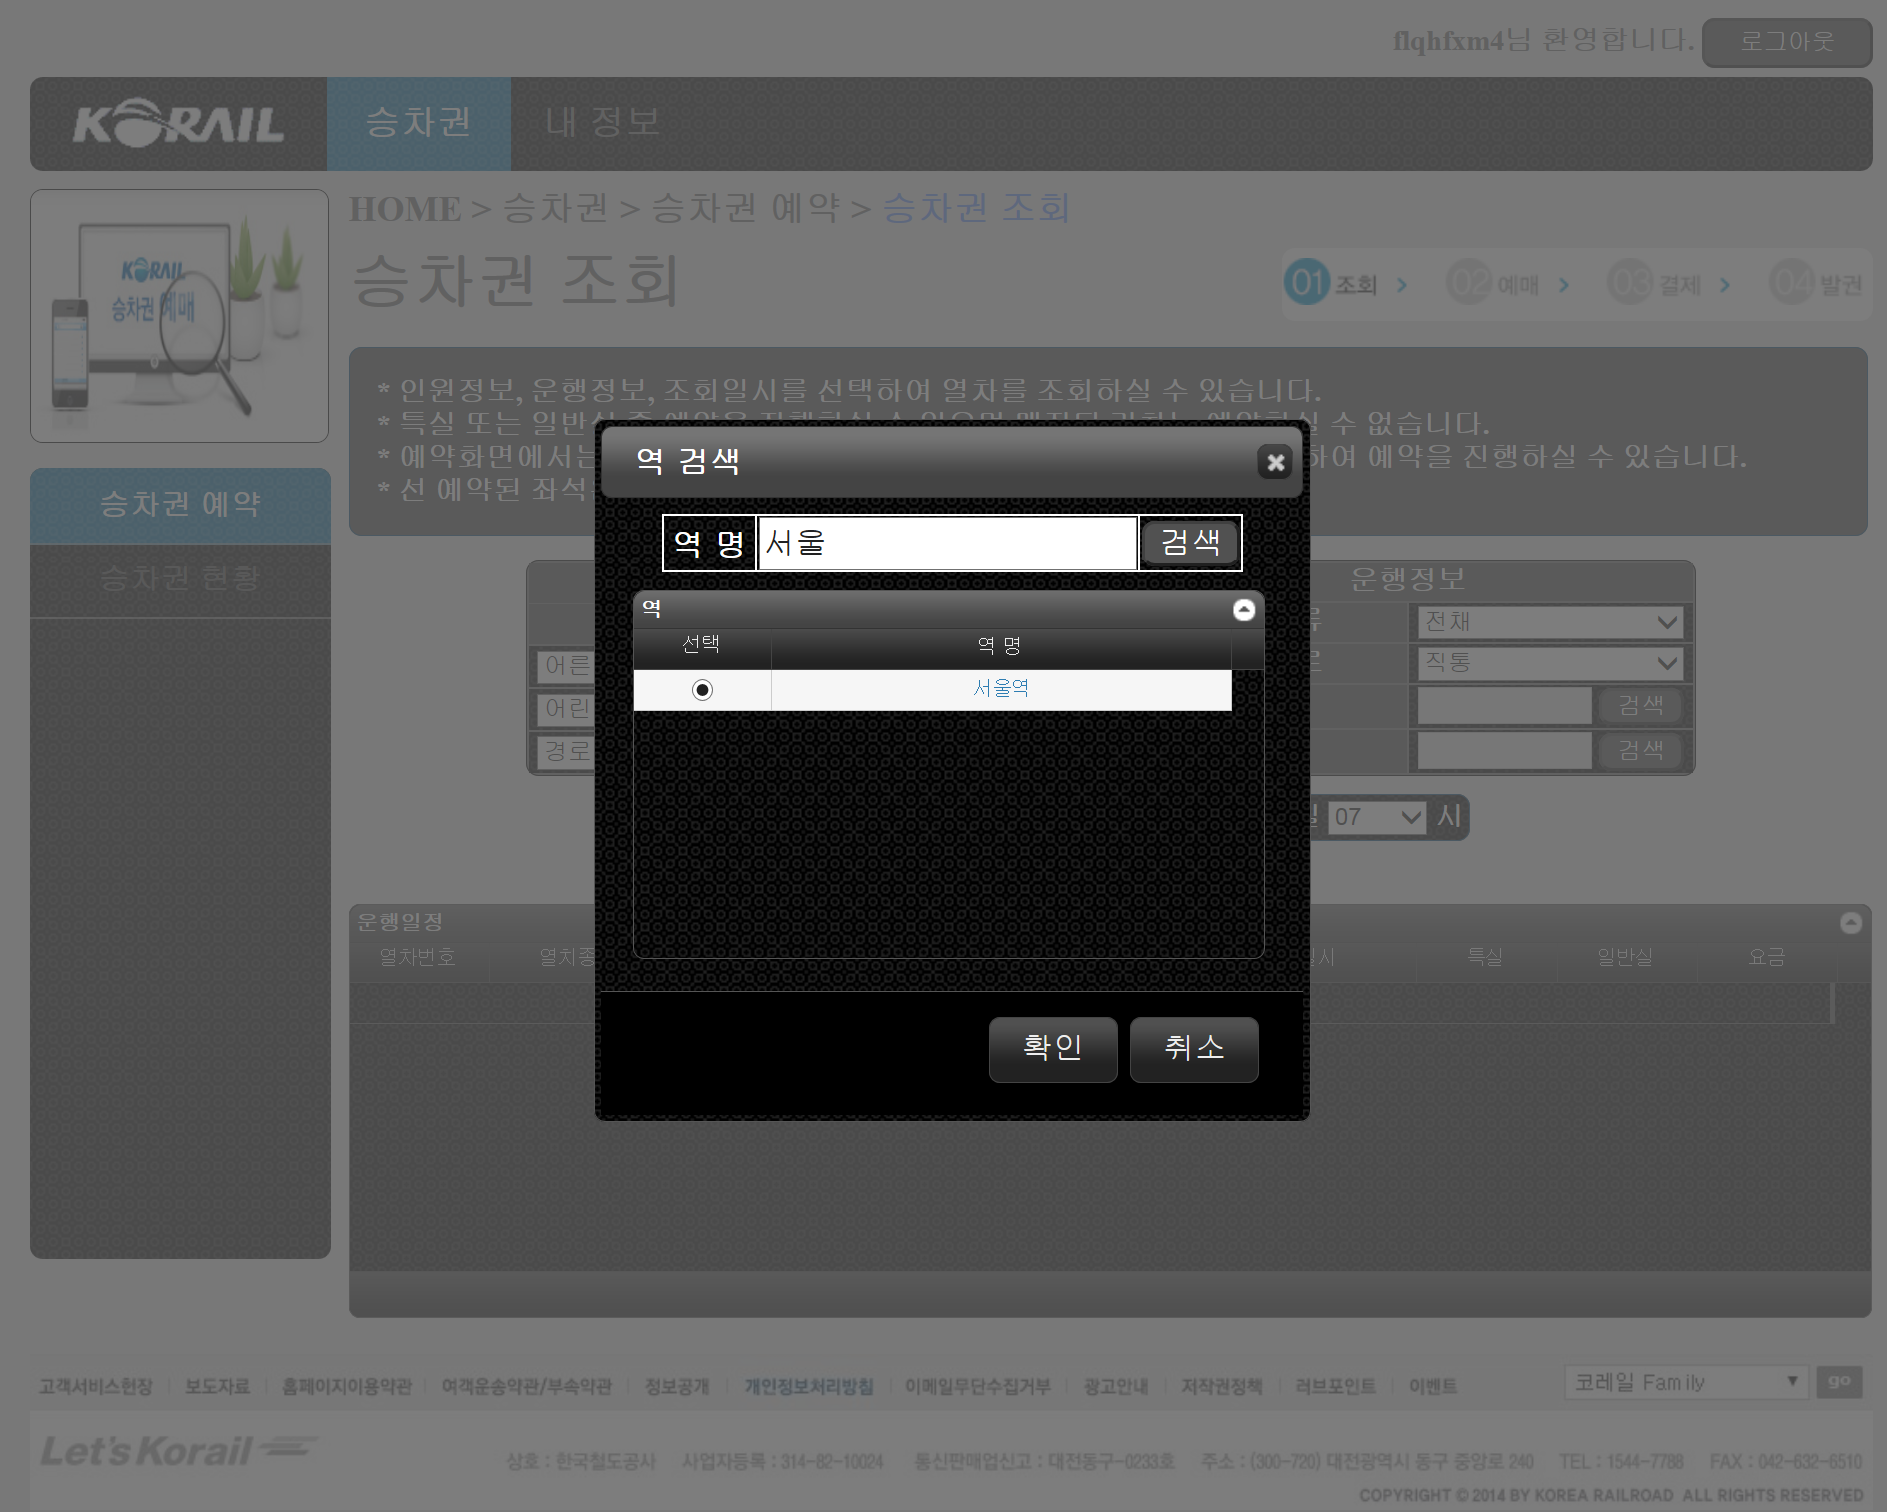 flqhfxm4님 환영합니다. 로그아웃
KORAIL 승차권 내 정보
HOME > 승차권 > 승차권 예약 > 승차권 조회
승차권 조회
01 조회 > 02 예매 > 03 결제 > 04 발권
KORAIL
승차권 예매
* 인원정보, 운행정보, 조회일시를 선택하여 열차를 조회하실 수 있습니다.
* 특실 또는 일반실 수 없습니다.
* 예약화면에서는 하여 예약을 진행하실 수 있습니다.
* 선 예약된 좌석
승차권 예약
승차권 현황
역 검색
역 명 서울 검색
역
선택 역 명
서울역
확인 취소
운행정보
전채
직통
어른
어린 검색
경로 검색
07 시
운행일정
열차번호 열치종 시 특실 일반실 요금
고객서비스헌장 보도자료 홈페이지이용약관 여객운송약관/부속약관 정보공개 개인정보처리방침 이메일무단수집거부 광고안내 저작권정책 러브포인트 이벤트 코레일 Family go
Let's Korail
상호 : 한국철도공사 사업자등록 : 314-82-10024 통신판매업신고 : 대전동구-0233호 주소 : (300-720) 대전광역시 동구 중앙로 240 TEL : 1544-7788 FAX : 042-632-6510
COPYRIGHT © 2014 BY KOREA RAILROAD ALL RIGHTS RESERVED